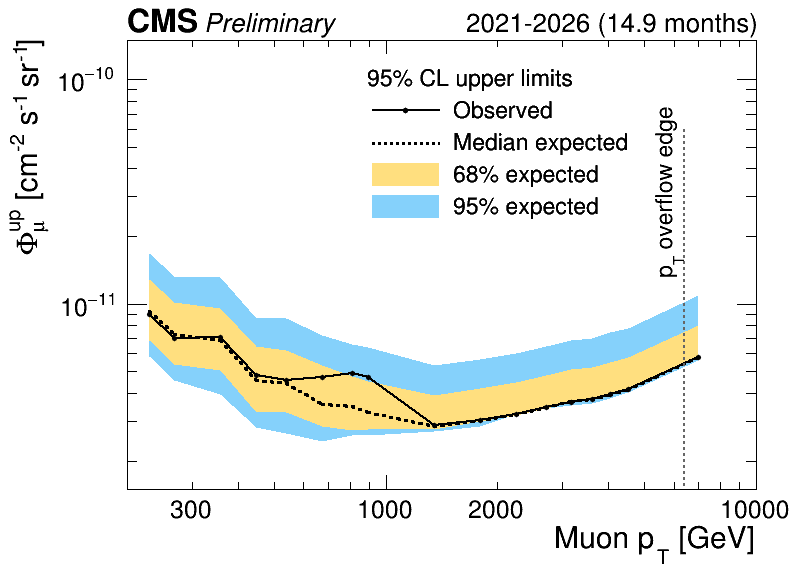 CMS Preliminary 2021-2026 (14.9 months)
95% CL upper limits
Observed
Median expected
68% expected
95% expected
p_T overflow edge
Φ_μ^up [cm^-2 s^-1 sr^-1]
10^−10
10^−11
300 1000 2000 10000
Muon p_T [GeV]